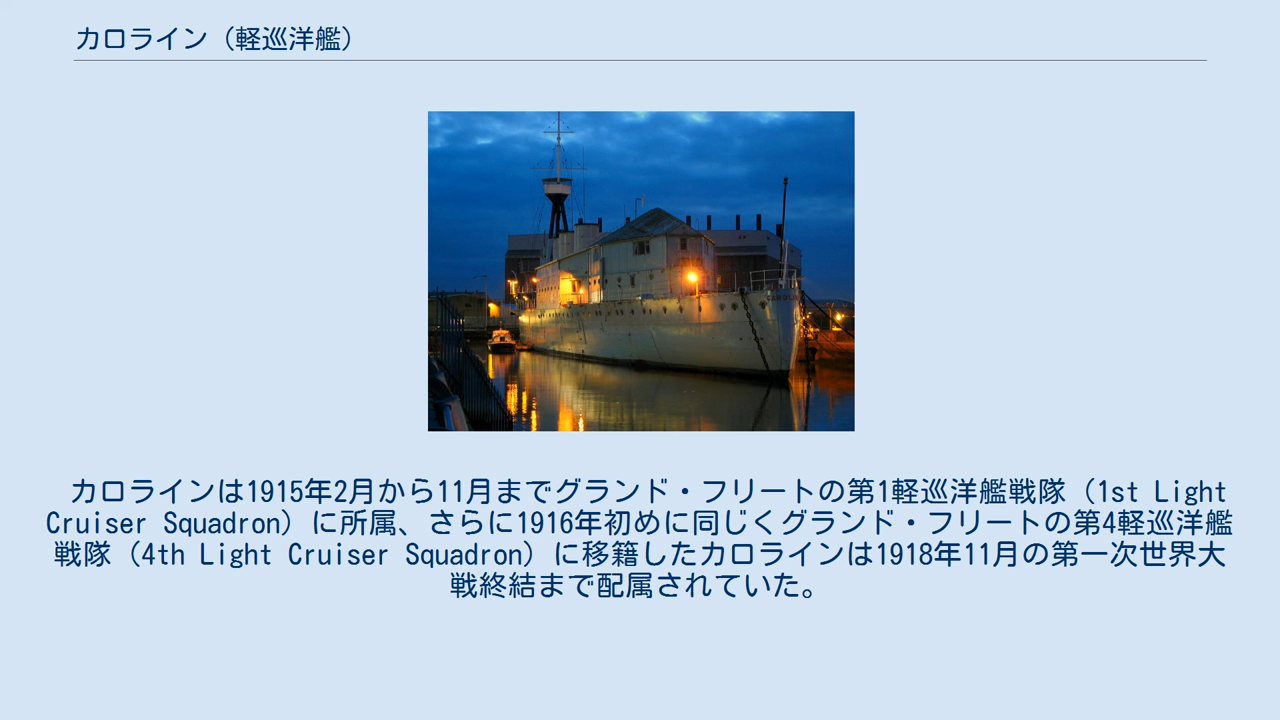 カロライン（軽巡洋艦）
カロラインは1915年2月から11月までグランド・フリートの第1軽巡洋艦戦隊（1st Light
Cruiser Squadron）に所属、さらに1916年初めに同じくグランド・フリートの第4軽巡洋艦
戦隊（4th Light Cruiser Squadron）に移籍したカロラインは1918年11月の第一次世界大
戦終結まで配属されていた。